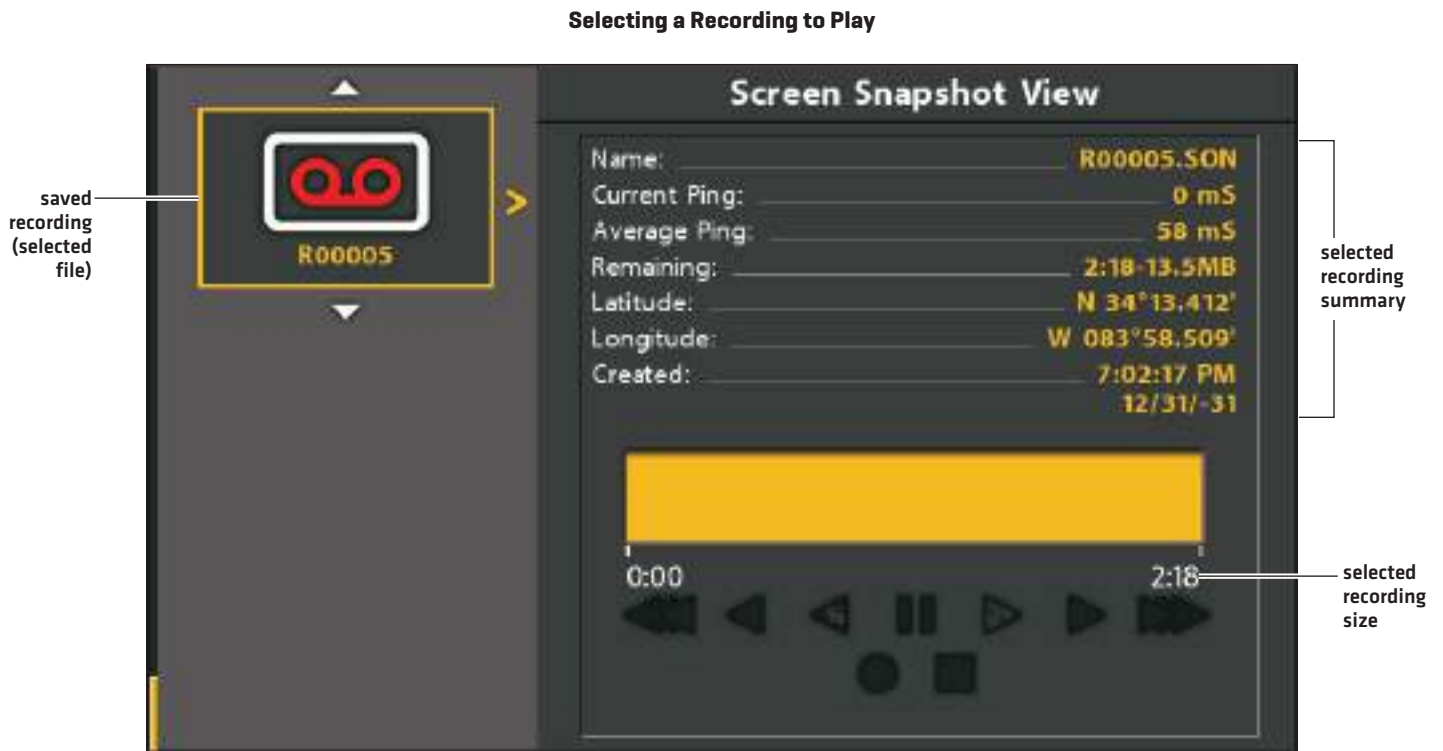 Selecting a Recording to Play
Screen Snapshot View
saved
recording
(selected
file)
R00005
>
Name: R00005.SON
Current Ping: 0 mS
Average Ping: 58 mS
Remaining: 2:18-13.5MB
Latitude: N 34°13.412'
Longitude: W 083°58.509'
Created: 7:02:17 PM
12/31/-31
selected
recording
summary
0:00 2:18
selected
recording
size